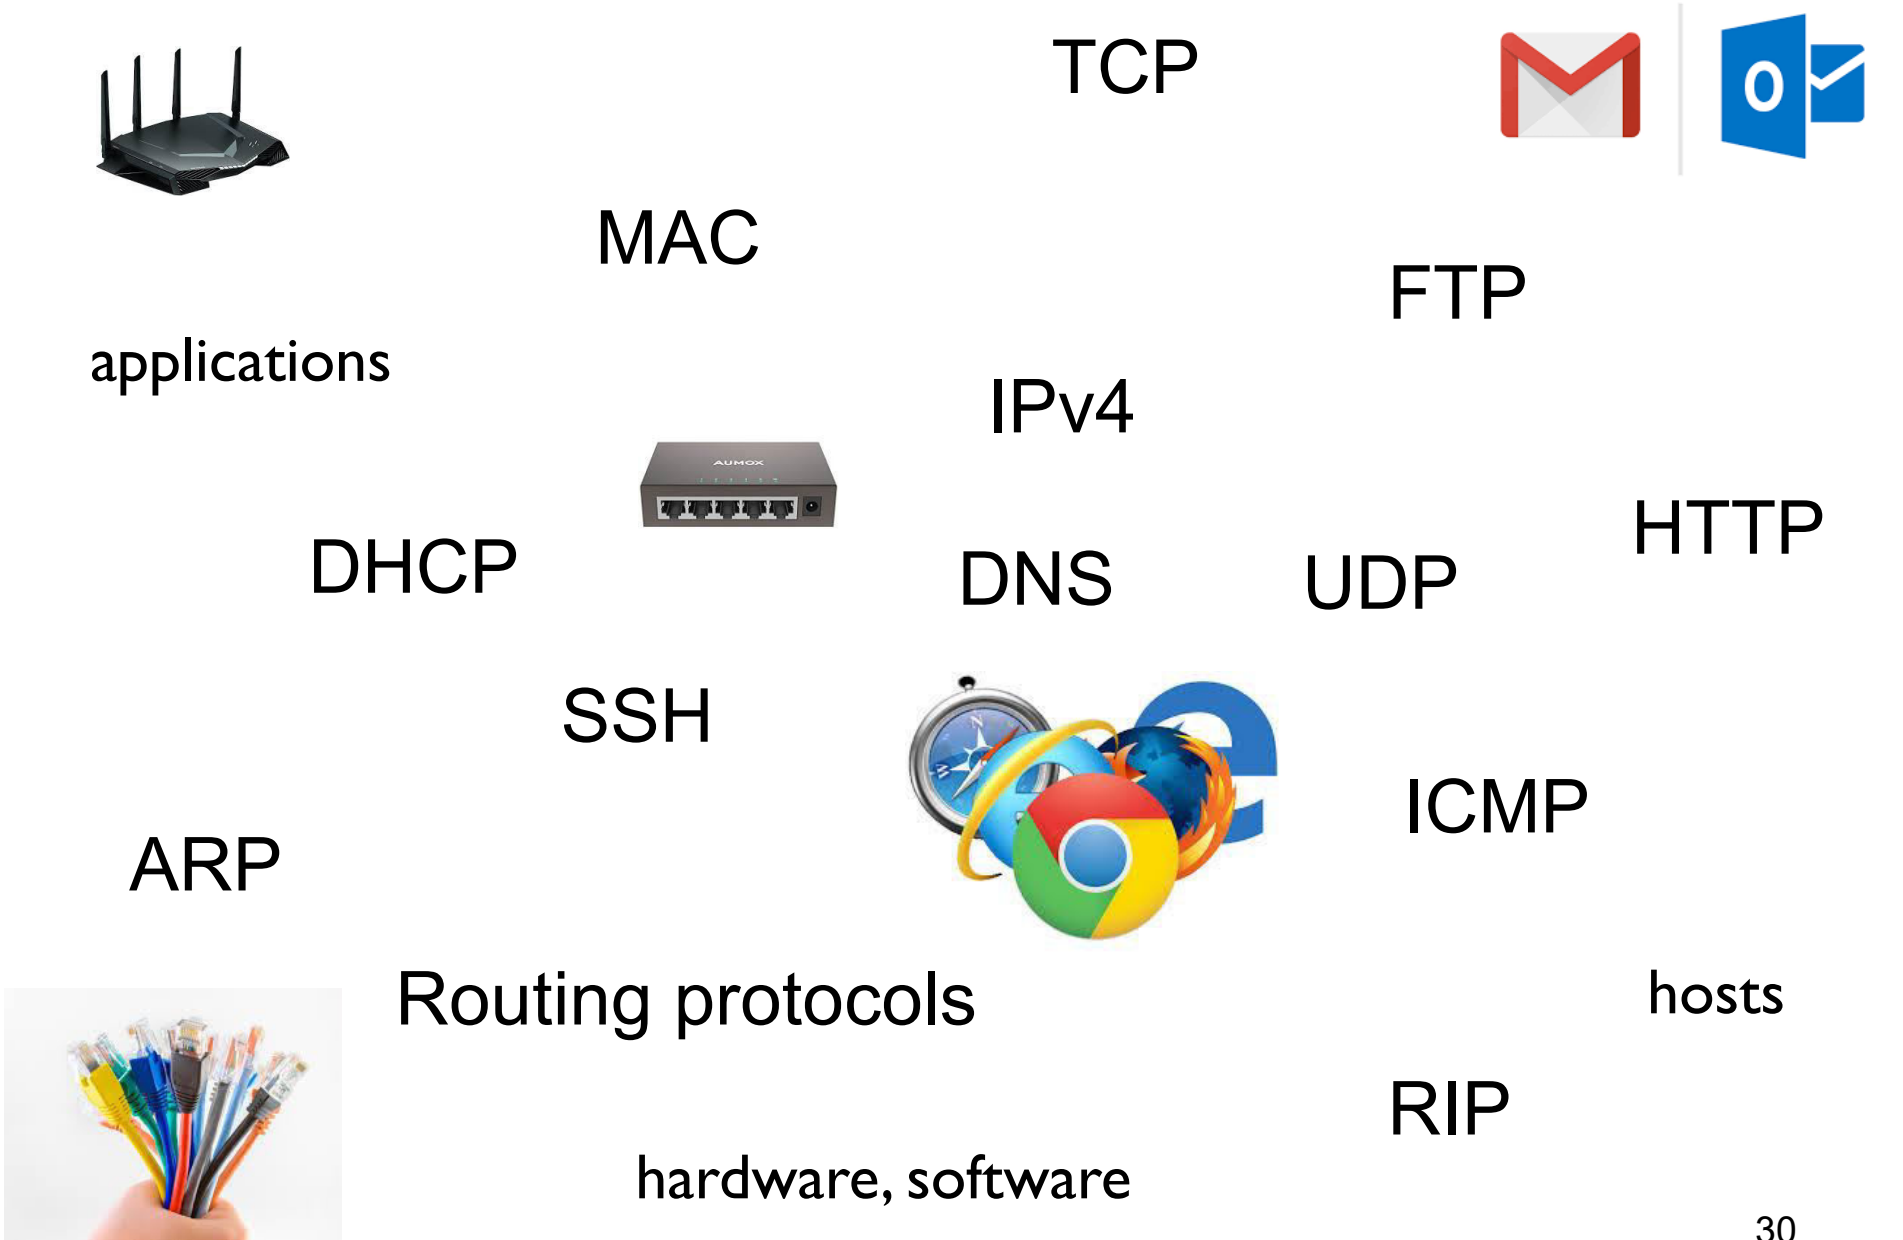 TCP
O
MAC
FTP
applications
IPv4
AUMOX
HTTP
DHCP
DNS
UDP
SSH
N
W
ICMP
ARP
Routing protocols
hosts
RIP
hardware, software
30